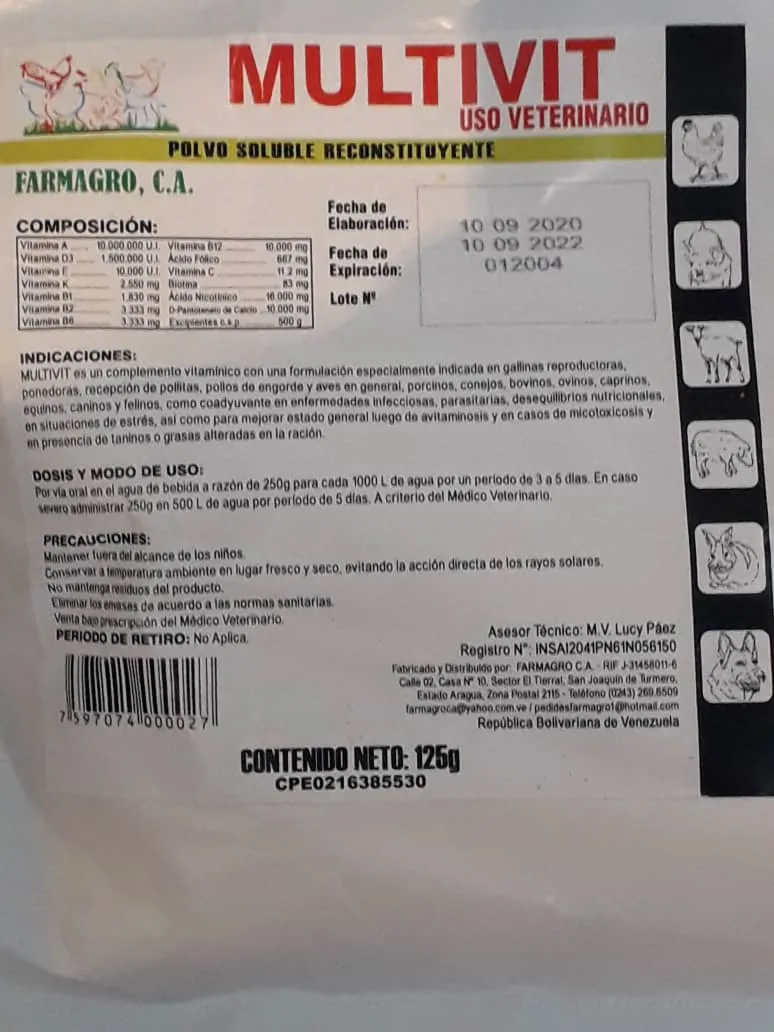 MULTIVIT
USO VETERINARIO
POLVO SOLUBLE RECONSTITUYENTE
FARMAGRO, C.A.
COMPOSICIÓN:
Vitamina A ..... 10.000.000 U.I. Vitamina B12 ..... 10.000 mg
Vitamina D3 ..... 1.500.000 U.I. Ácido Fólico ..... 667 mg
Vitamina E ..... 10.000 U.I. Vitamina C ..... 11.2 mg
Vitamina K ..... 2.550 mg Biotina ..... 83 mg
Vitamina B1 ..... 1.830 mg Ácido Nicotínico ..... 16.000 mg
Vitamina B2 ..... 3.333 mg D-Pantotenato de Calcio ... 10.000 mg
Vitamina B6 ..... 3.333 mg Excipientes c.s.p ..... 500 g
Fecha de
Elaboración:
Fecha de
Expiración:
Lote Nº
10 09 2020
10 09 2022
012004
INDICACIONES:
MULTIVIT es un complemento vitamínico con una formulación especialmente indicada en gallinas reproductoras,
ponedoras, recepción de pollitas, pollos de engorde y aves en general, porcinos, conejos, bovinos, ovinos, caprinos,
equinos, caninos y felinos, como coadyuvante en enfermedades infecciosas, parasitarias, desequilibrios nutricionales,
en situaciones de estrés, asi como para mejorar estado general luego de avitaminosis y en casos de micotoxicosis y
en presencia de taninos o grasas alteradas en la ración.
DOSIS Y MODO DE USO:
Por vía oral en el agua de bebida a razón de 250g para cada 1000 L de agua por un período de 3 a 5 días. En caso
severo administrar 250g en 500 L de agua por período de 5 días. A criterio del Médico Veterinario.
PRECAUCIONES:
Mantener fuera del alcance de los niños.
Conservar a temperatura ambiente en lugar fresco y seco, evitando la acción directa de los rayos solares.
No mantenga residuos del producto.
Eliminar los envases de acuerdo a las normas sanitarias.
Venta bajo prescripción del Médico Veterinario.
PERIODO DE RETIRO: No Aplica.
7 597074 000027
Asesor Técnico: M.V. Lucy Páez
Registro N°: INSAI2041PN61N056150
Fabricado y Distribuido por: FARMAGRO C.A. - RIF J-31458011-6
Calle 02, Casa Nº 10, Sector El Tierral, San Joaquín de Turmero,
Estado Aragua, Zona Postal 2115 - Teléfono (0243) 269.6509
farmagroca@yahoo.com.ve / pedidosfarmagro1@hotmail.com
República Bolivariana de Venezuela
CONTENIDO NETO: 125g
CPE0216385530